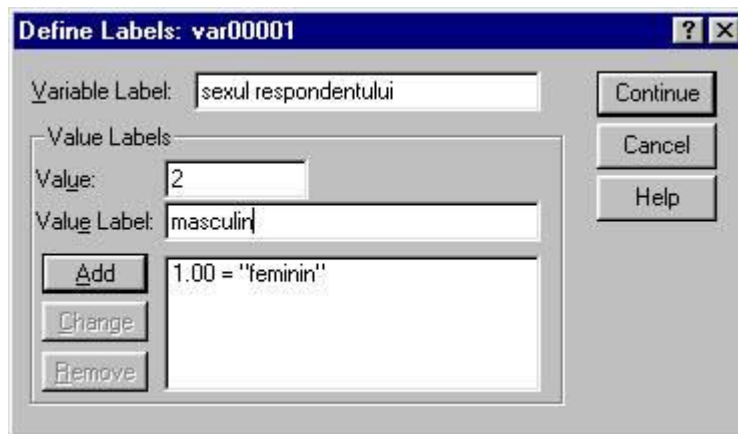 Define Labels: var00001
Variable Label: sexul respondentului
Continue
Value Labels
Cancel
Value: 2
Help
Value Label: masculin
Add
1.00 = "feminin"
Change
Remove